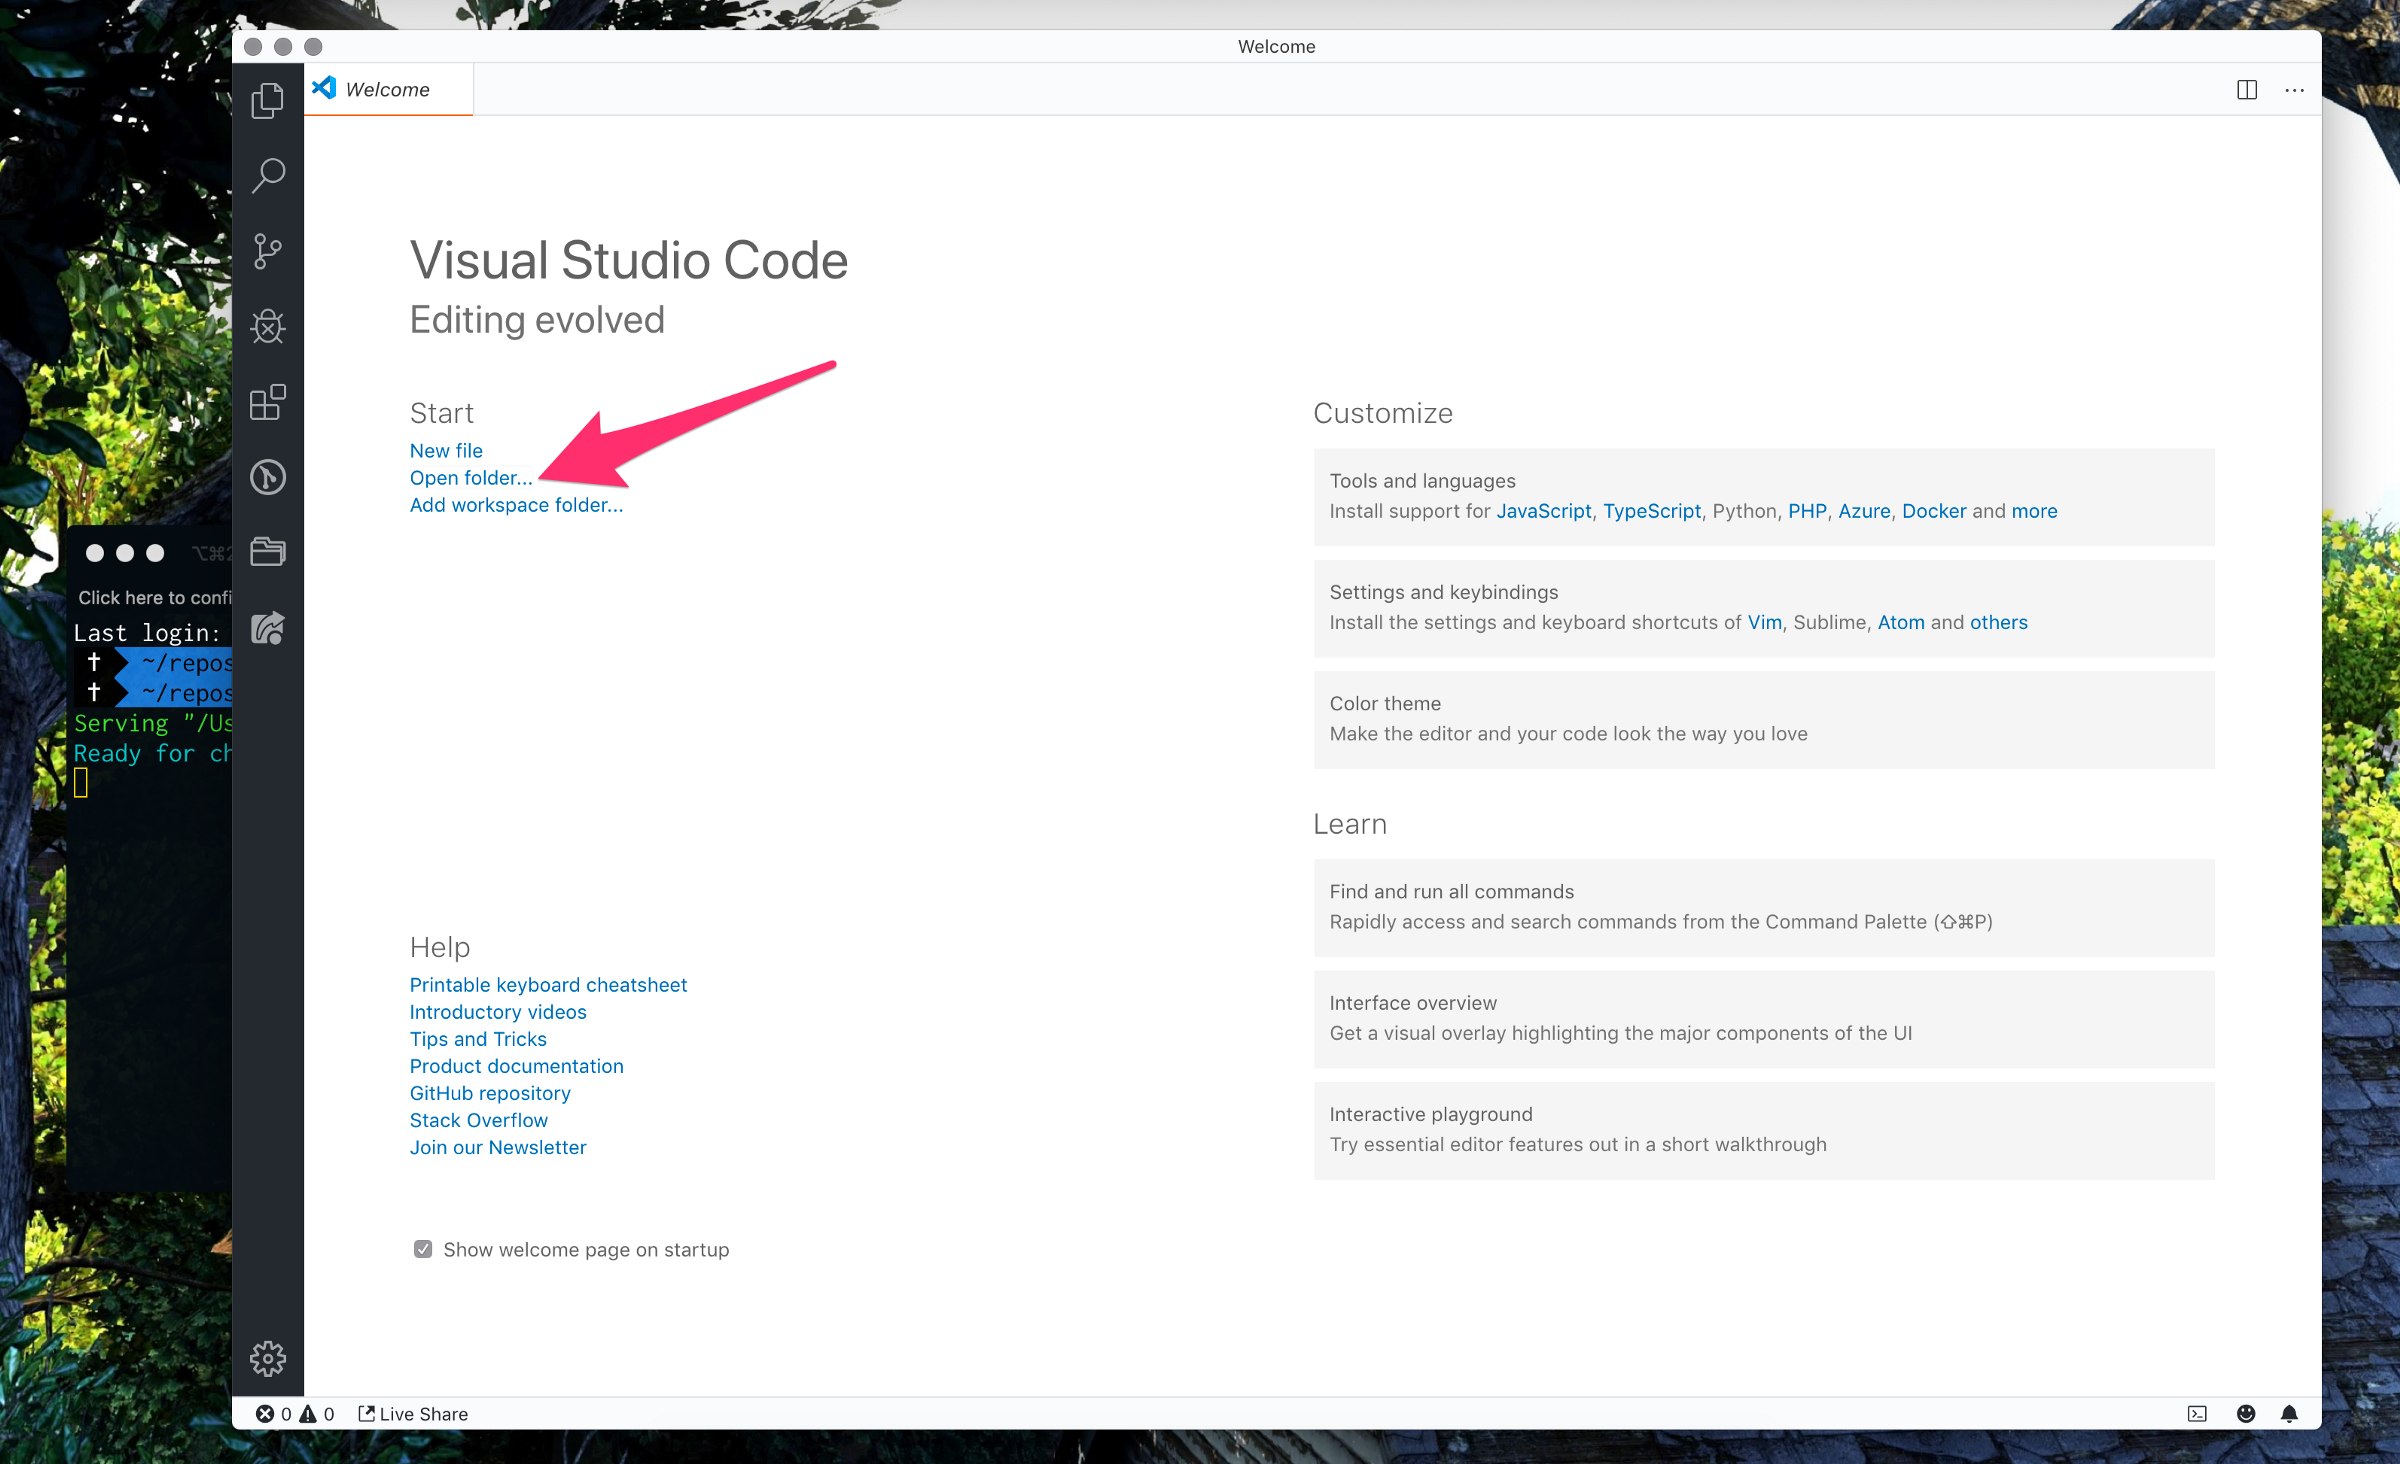 Welcome
Welcome
Visual Studio Code
Editing evolved
Start
New file
Open folder...
Add workspace folder...
Customize
Tools and languages
Install support for JavaScript, TypeScript, Python, PHP, Azure, Docker and more
Settings and keybindings
Install the settings and keyboard shortcuts of Vim, Sublime, Atom and others
Color theme
Make the editor and your code look the way you love
Learn
Find and run all commands
Rapidly access and search commands from the Command Palette (⇧⌘P)
Interface overview
Get a visual overlay highlighting the major components of the UI
Interactive playground
Try essential editor features out in a short walkthrough
Help
Printable keyboard cheatsheet
Introductory videos
Tips and Tricks
Product documentation
GitHub repository
Stack Overflow
Join our Newsletter
Show welcome page on startup
0 0 Live Share
⌥⌘2
Click here to confi
Last login:
† ~/repos
† ~/repos
Serving "/Us
Ready for ch